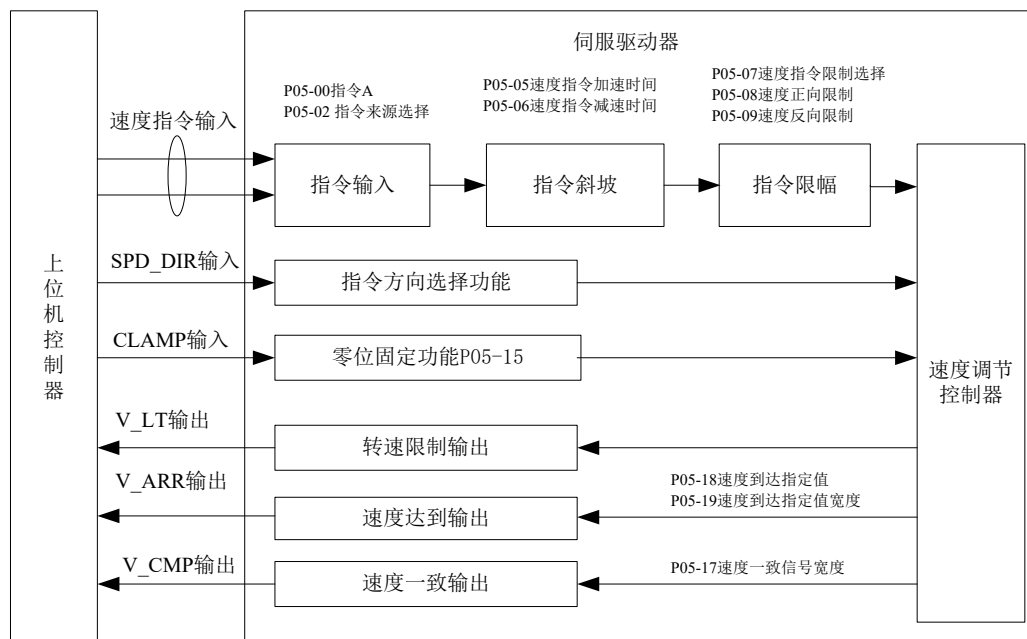 伺服驱动器
P05-00指令A
P05-02 指令来源选择
P05-05速度指令加速时间
P05-06速度指令减速时间
P05-07速度指令限制选择
P05-08速度正向限制
P05-09速度反向限制
速度指令输入
指令输入
指令斜坡
指令限幅
上位机控制器
SPD_DIR输入
指令方向选择功能
CLAMP输入
零位固定功能P05-15
速度调节
控制器
V_LT输出
转速限制输出
V_ARR输出
速度达到输出
P05-18速度到达指定值
P05-19速度到达指定值宽度
V_CMP输出
速度一致输出
P05-17速度一致信号宽度